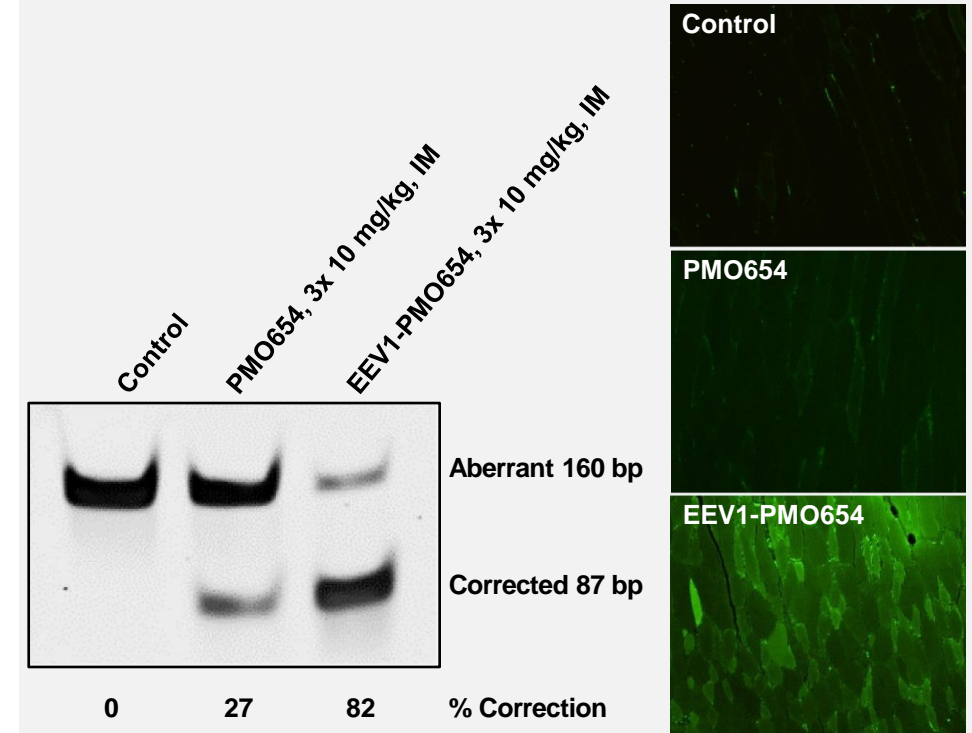 Control
PMO654, 3x 10 mg/kg, IM
EEV1-PMO654, 3x 10 mg/kg, IM
Aberrant 160 bp
Corrected 87 bp
0 27 82 % Correction
Control
PMO654
EEV1-PMO654